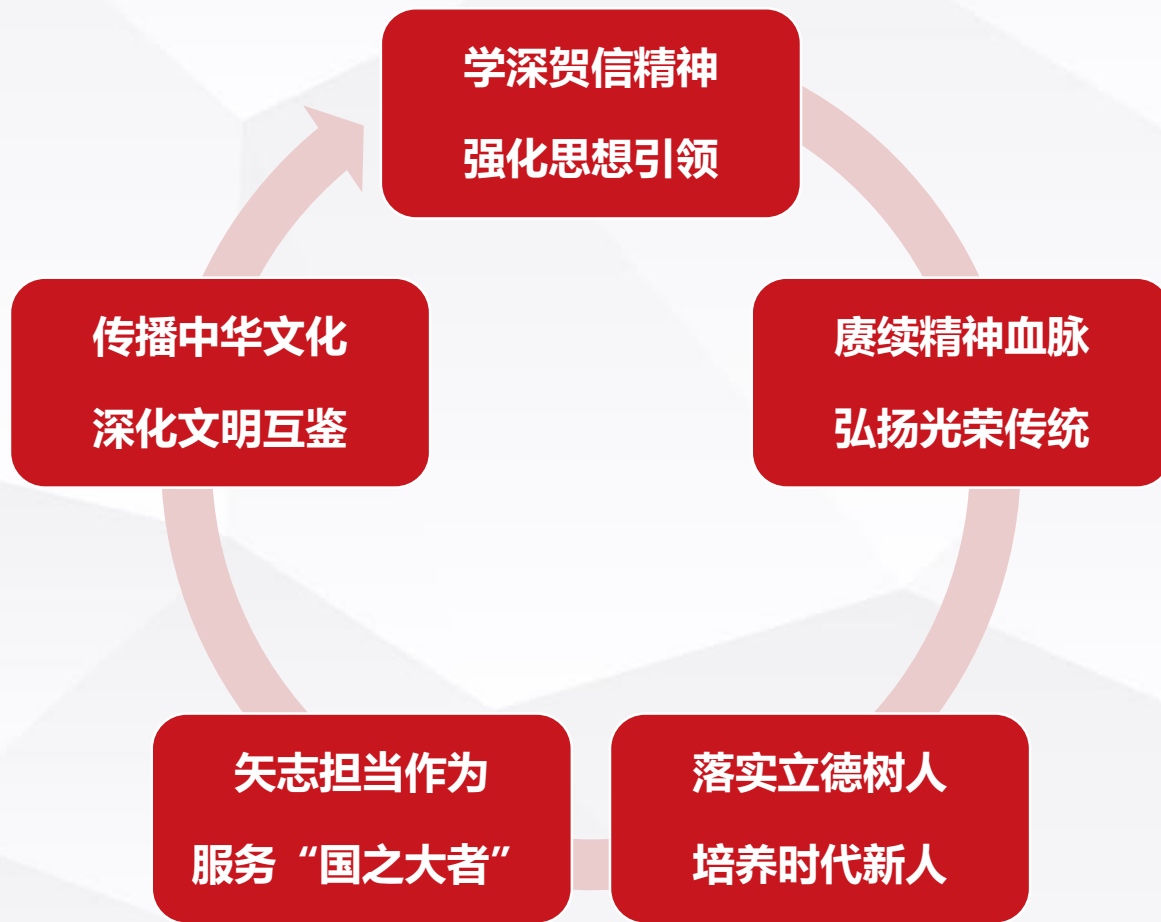 学深贺信精神
强化思想引领
赓续精神血脉
弘扬光荣传统
落实立德树人
培养时代新人
矢志担当作为
服务“国之大者”
传播中华文化
深化文明互鉴